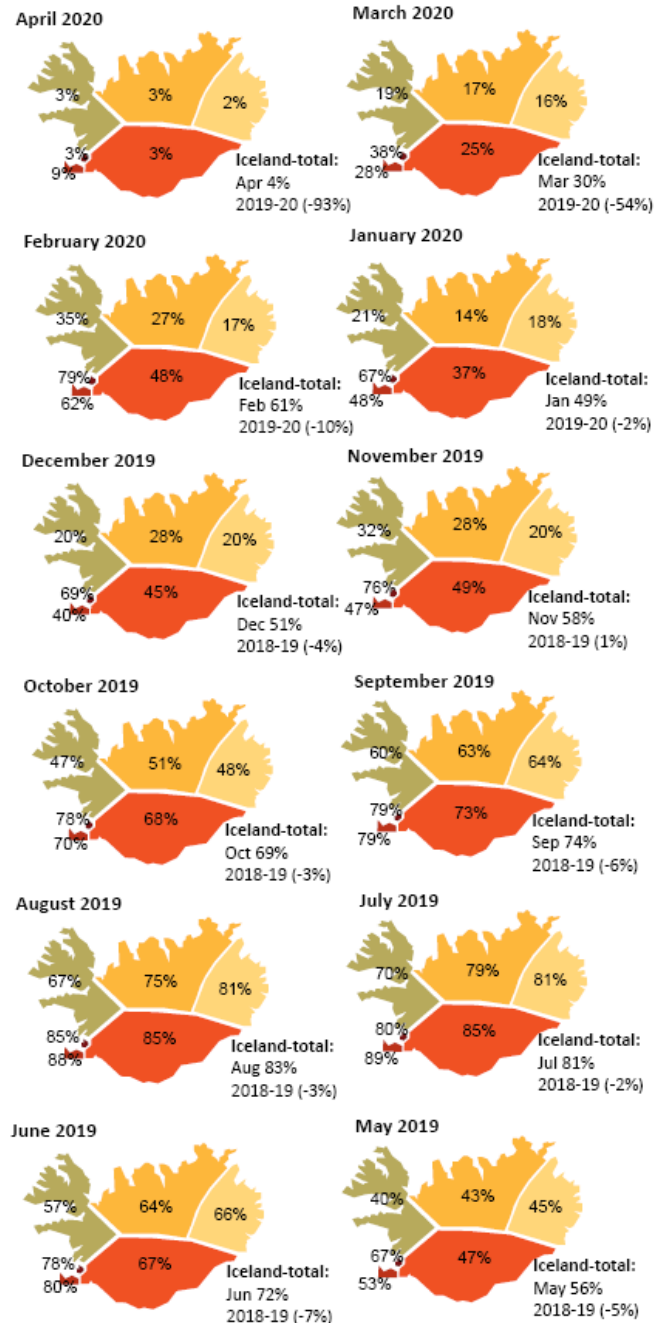 April 2020
3%
3%
2%
3%
9%
3%
Iceland-total:
Apr 4%
2019-20 (-93%)
March 2020
19%
17%
16%
38%
28%
25%
Iceland-total:
Mar 30%
2019-20 (-54%)
February 2020
35%
27%
17%
79%
62%
48%
Iceland-total:
Feb 61%
2019-20 (-10%)
January 2020
21%
14%
18%
67%
48%
37%
Iceland-total:
Jan 49%
2019-20 (-2%)
December 2019
20%
28%
20%
69%
40%
45%
Iceland-total:
Dec 51%
2018-19 (-4%)
November 2019
32%
28%
20%
76%
47%
49%
Iceland-total:
Nov 58%
2018-19 (1%)
October 2019
47%
51%
48%
78%
70%
68%
Iceland-total:
Oct 69%
2018-19 (-3%)
September 2019
60%
63%
64%
79%
79%
73%
Iceland-total:
Sep 74%
2018-19 (-6%)
August 2019
67%
75%
81%
85%
88%
85%
Iceland-total:
Aug 83%
2018-19 (-3%)
July 2019
70%
79%
81%
80%
89%
85%
Iceland-total:
Jul 81%
2018-19 (-2%)
June 2019
57%
64%
66%
78%
80%
67%
Iceland-total:
Jun 72%
2018-19 (-7%)
May 2019
40%
43%
45%
67%
53%
47%
Iceland-total:
May 56%
2018-19 (-5%)